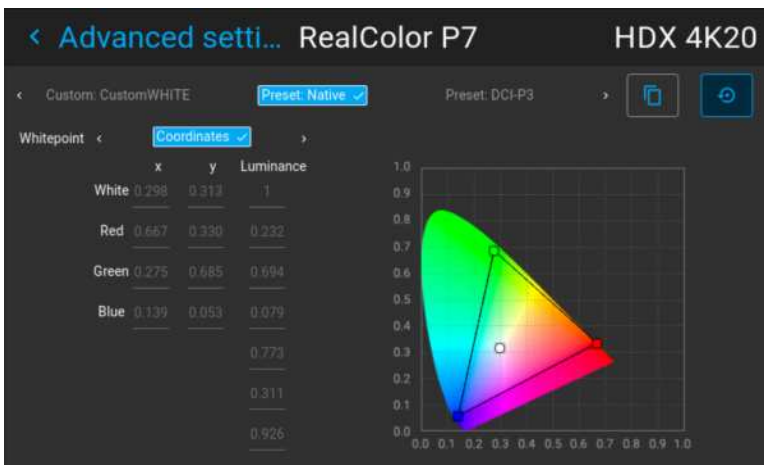 < Advanced setti... RealColor P7 HDX 4K20
< Custom: CustomWHITE Preset: Native ✓ Preset: DCI-P3 >
Whitepoint < Coordinates ✓ >
x y Luminance
White 0.298 0.313 1
Red 0.667 0.330 0.232
Green 0.275 0.685 0.694
Blue 0.139 0.053 0.079
0.773
0.311
0.926
1.0
0.9
0.8
0.7
0.6
0.5
0.4
0.3
0.2
0.1
0.0
0.0 0.1 0.2 0.3 0.4 0.5 0.6 0.7 0.8 0.9 1.0